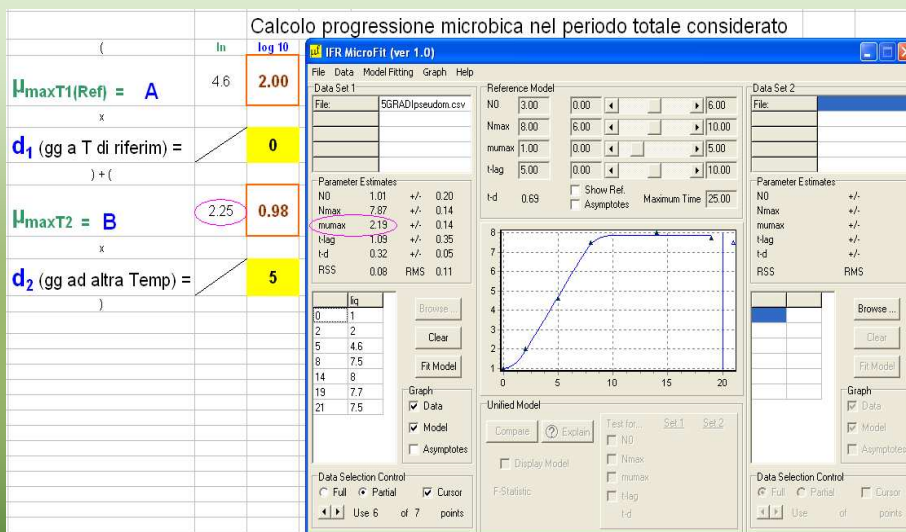 Calcolo progressione microbica nel periodo totale considerato
( ln log 10
μmaxT1(Ref) = A 4.6 2.00
x
d1 (gg a T di riferim) = 0
) + (
μmaxT2 = B 2.25 0.98
x
d2 (gg ad altra Temp) = 5
)
μf IFR MicroFit (ver 1.0)
File Data Model Fitting Graph Help
Data Set 1
File: 5GRADIpseudom.csv
Parameter Estimates
N0 1.01 +/- 0.20
Nmax 7.87 +/- 0.14
mumax 2.19 +/- 0.14
t-lag 1.09 +/- 0.35
t-d 0.32 +/- 0.05
RSS 0.08 RMS 0.11
liq
0 1
2 2
5 4.6
8 7.5
14 8
19 7.7
21 7.5
Browse ...
Clear
Fit Model
Graph
Data
Model
Asymptotes
Data Selection Control
Full Partial Cursor
Use 6 of 7 points
Reference Model
N0 3.00 0.00 6.00
Nmax 8.00 6.00 10.00
mumax 1.00 0.00 5.00
t-lag 5.00 0.00 10.00
t-d 0.69 Show Ref. Asymptotes Maximum Time 25.00
8
7
6
5
4
3
2
1
0 5 10 15 20
Unified Model
Compare ? Explain
Display Model
F-Statistic
Test for... Set 1 Set 2
N0
Nmax
mumax
t-lag
t-d
Data Set 2
File:
Parameter Estimates
N0 +/-
Nmax +/-
mumax +/-
t-lag +/-
t-d +/-
RSS RMS
Browse ...
Clear
Fit Model
Graph
Data
Model
Asymptotes
Data Selection Control
Full Partial Cursor
Use of points